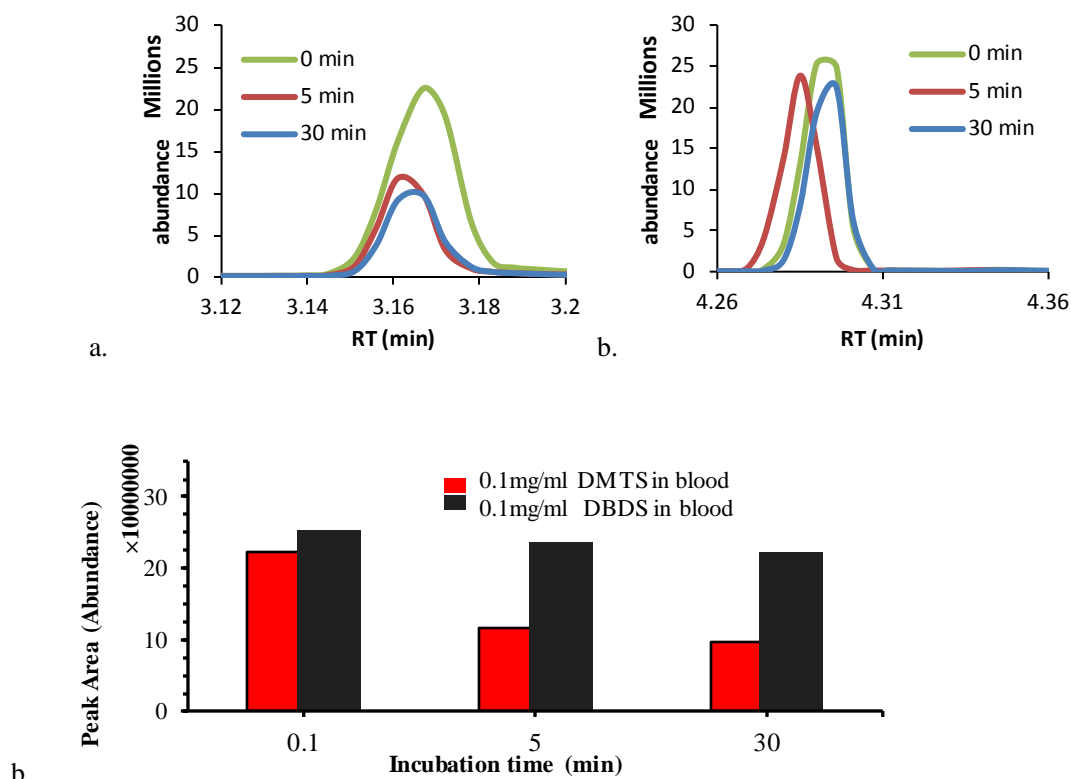 30
25
20
15
10
5
0
abundance Millions
0 min
5 min
30 min
3.12 3.14 3.16 3.18 3.2
RT (min)
a.
30
25
20
15
10
5
0
abundance Millions
0 min
5 min
30 min
4.26 4.31 4.36
RT (min)
b.
Peak Area (Abundance)
×10000000
30
20
10
0
0.1mg/ml DMTS in blood
0.1mg/ml DBDS in blood
0.1 5 30
Incubation time (min)
b